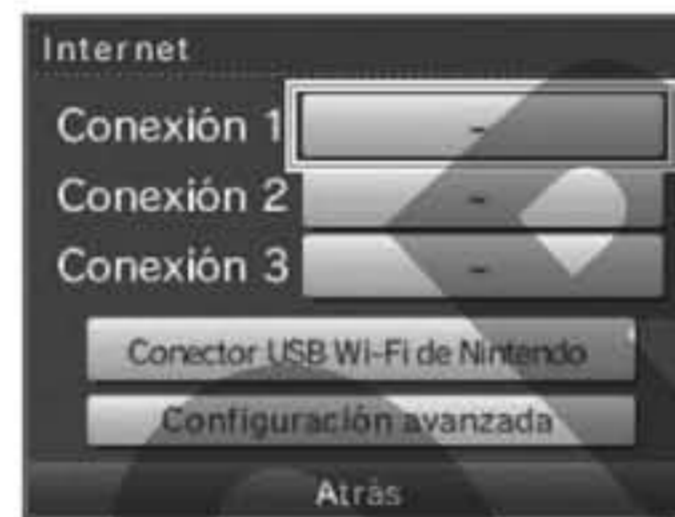 Internet
Conexión 1 -
Conexión 2 -
Conexión 3 -
Conector USB Wi-Fi de Nintendo
Configuración avanzada
Atrás